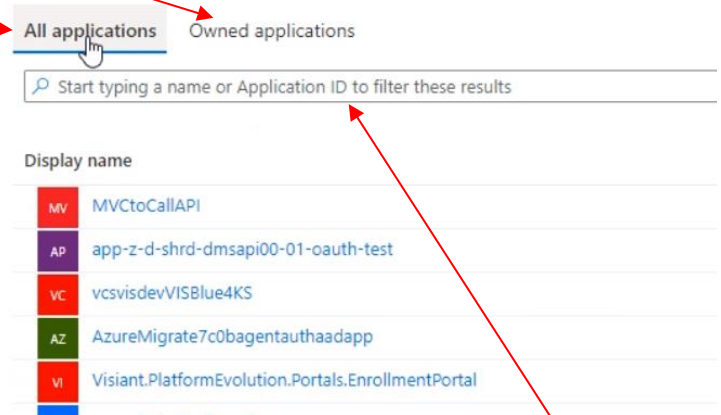 All applications Owned applications
Start typing a name or Application ID to filter these results
Display name
MV MVCtoCallAPI
AP app-z-d-shrd-dmsapi00-01-oauth-test
VC vcsvisdevVISBlue4KS
AZ AzureMigrate7c0bagentauthaadapp
VI Visiant.PlatformEvolution.Portals.EnrollmentPortal